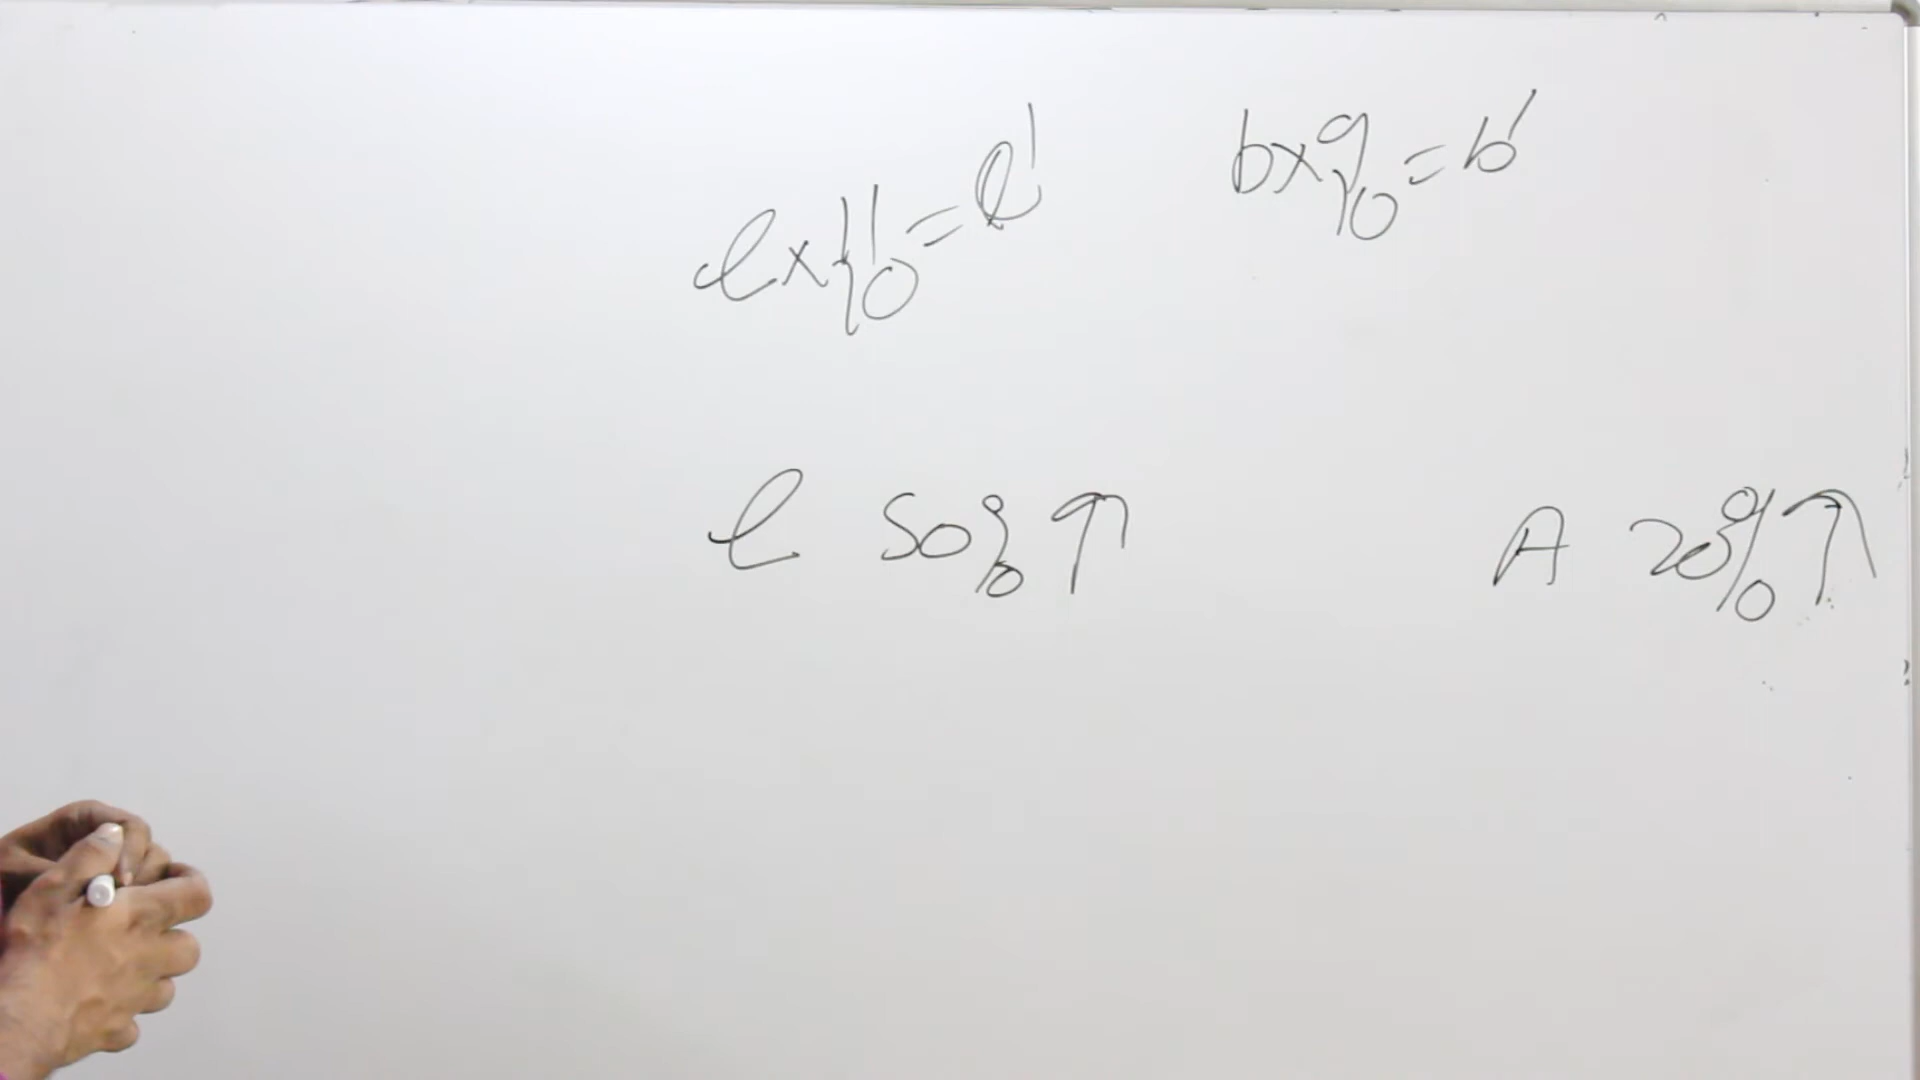 l x 11/10 = l'
b x 9/10 = b'
l 50% ↑
A 20% ↑